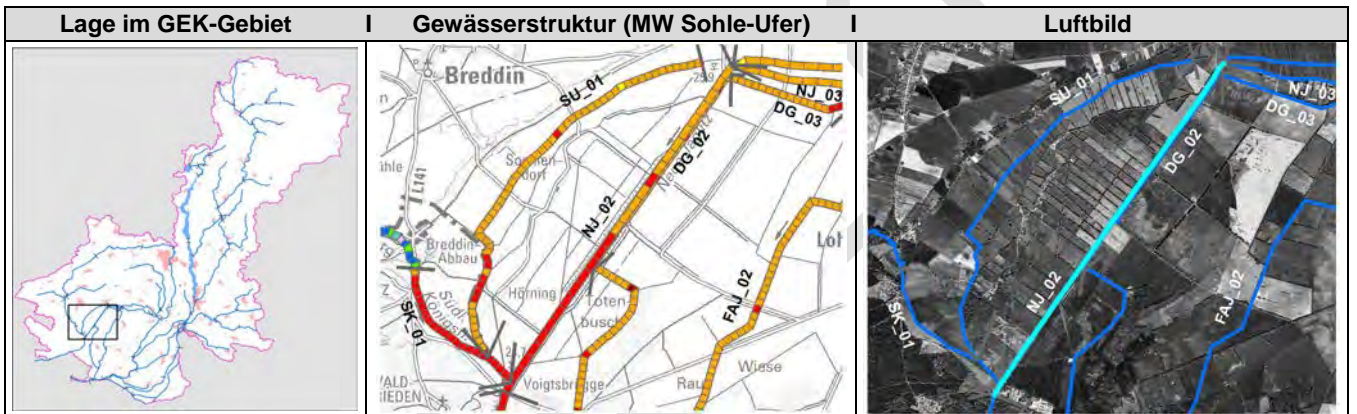 Lage im GEK-Gebiet I Gewässerstruktur (MW Sohle-Ufer) I Luftbild
Breddin
SU_01
NJ_03
DG_03
DG_02
NJ_02
L141
Breddin-
Abbau
Hörning
Toten-
busch
FAJ_02
SK_01
Voigtsbrügge
Wiese
SU_01
NJ_03
DG_03
DG_02
NJ_02
FAJ_02
SK_01